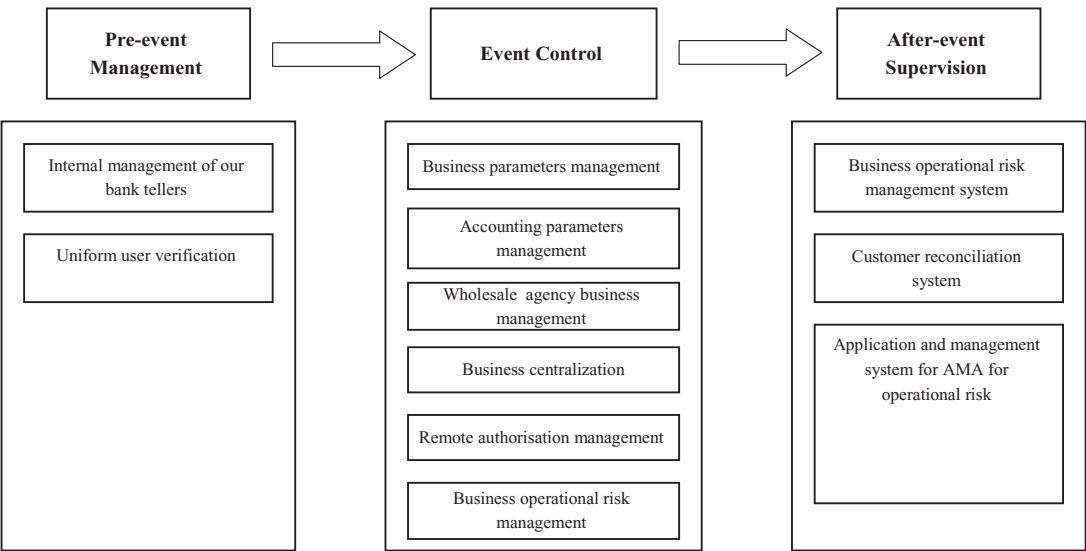 Pre-event
Management
Event Control
After-event
Supervision
Internal management of our
bank tellers
Uniform user verification
Business parameters management
Accounting parameters
management
Wholesale agency business
management
Business centralization
Remote authorisation management
Business operational risk
management
Business operational risk
management system
Customer reconciliation
system
Application and management
system for AMA for
operational risk